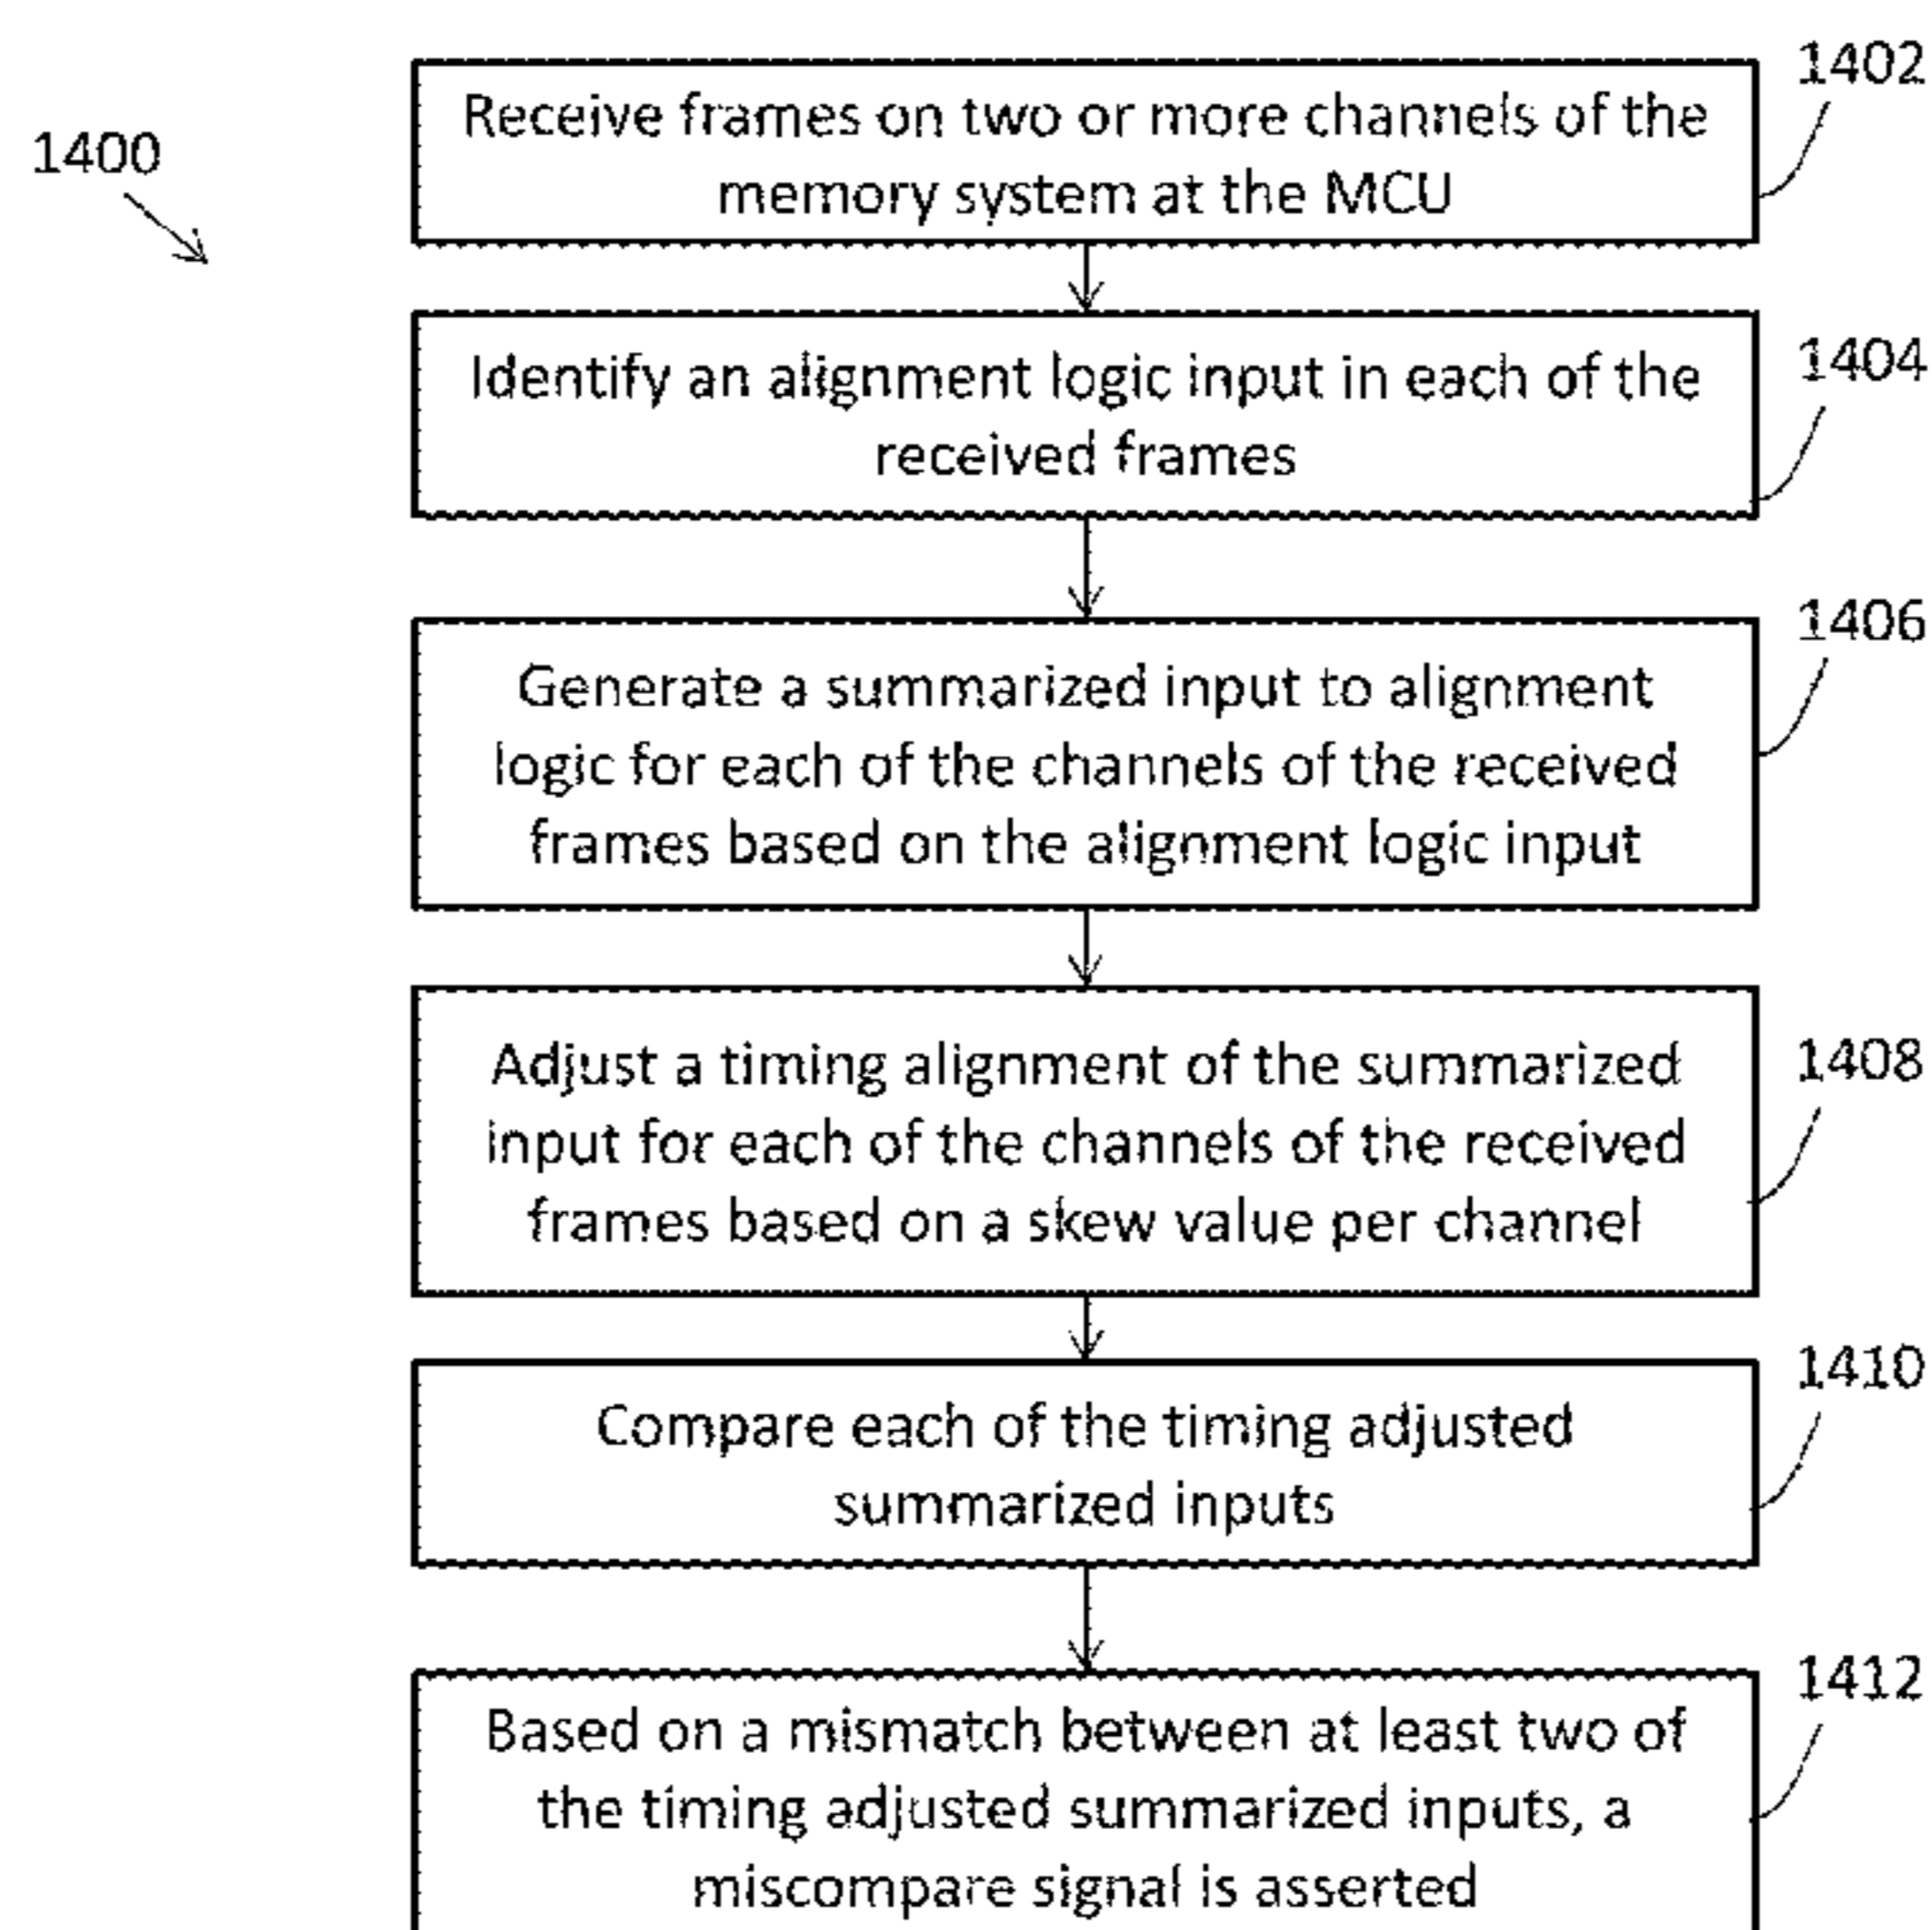 1400
Receive frames on two or more channels of the
memory system at the MCU
1402
Identify an alignment logic input in each of the
received frames
1404
Generate a summarized input to alignment
logic for each of the channels of the received
frames based on the alignment logic input
1406
Adjust a timing alignment of the summarized
input for each of the channels of the received
frames based on a skew value per channel
1408
Compare each of the timing adjusted
summarized inputs
1410
Based on a mismatch between at least two of
the timing adjusted summarized inputs, a
miscompare signal is asserted
1412